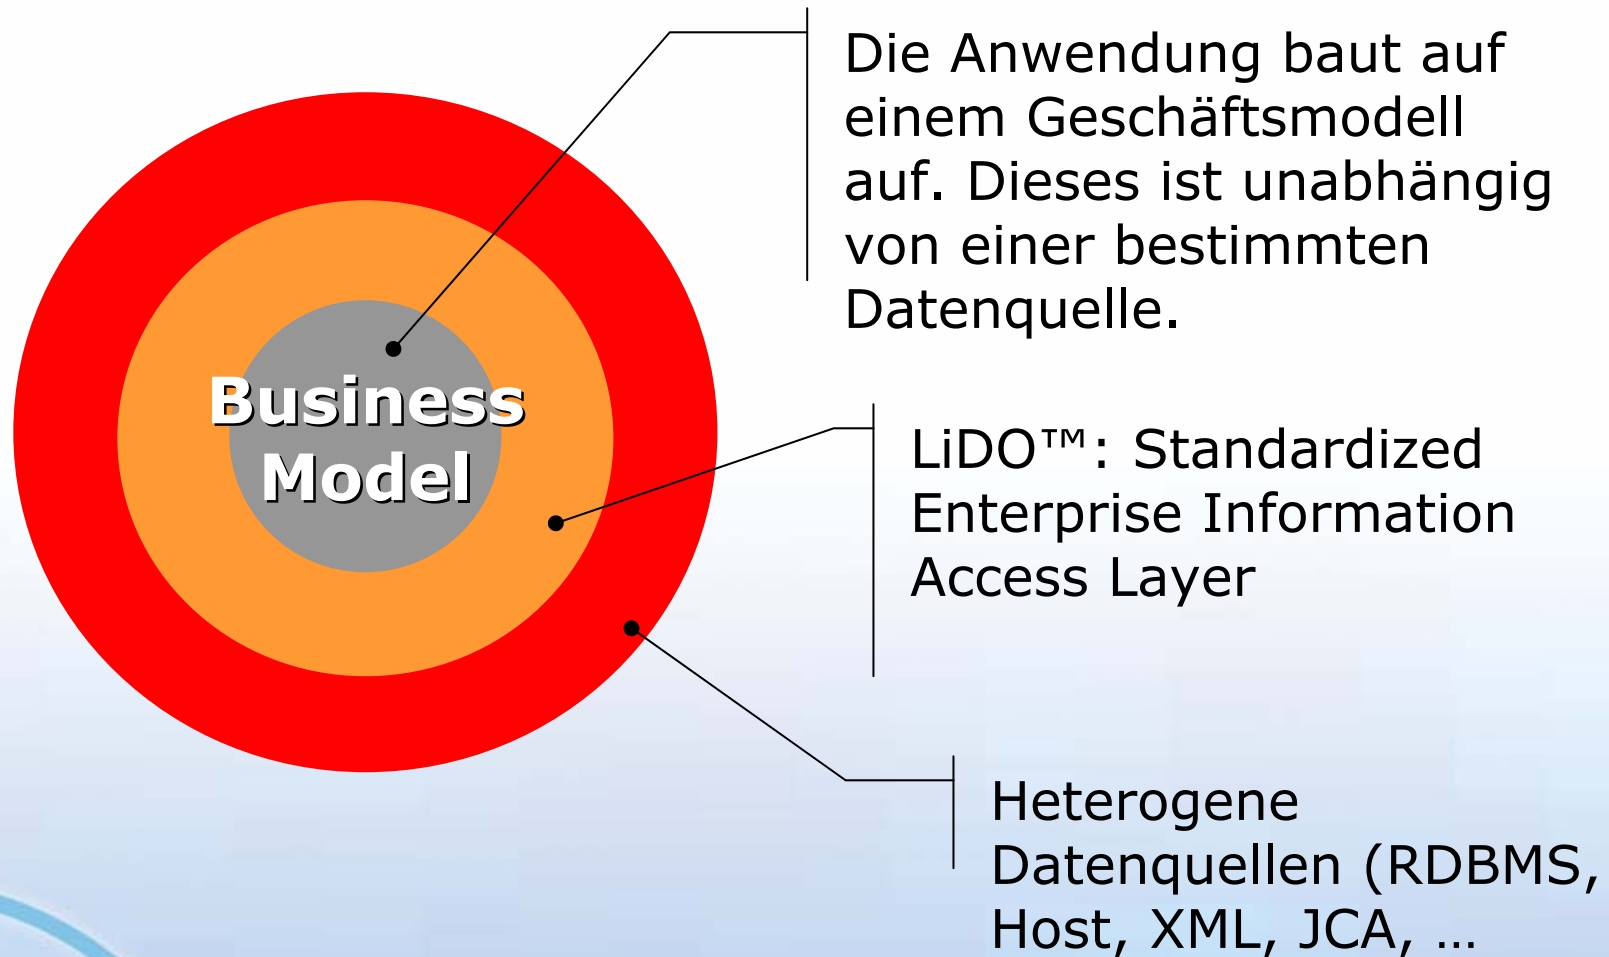 Die Anwendung baut auf
einem Geschäftsmodell
auf. Dieses ist unabhängig
von einer bestimmten
Datenquelle.
Business
Model
LiDO™: Standardized
Enterprise Information
Access Layer
Heterogene
Datenquellen (RDBMS,
Host, XML, JCA, …